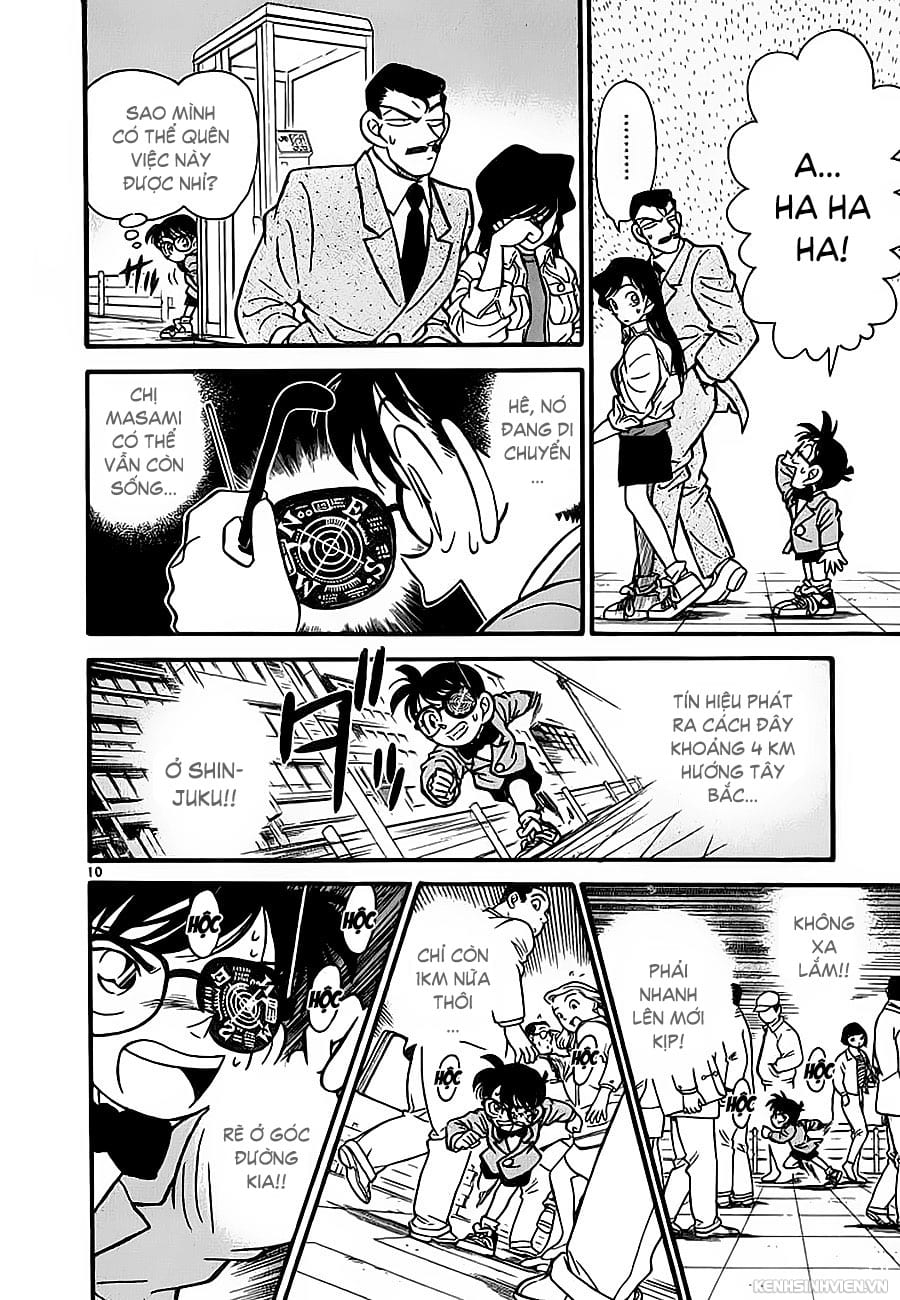 A...
HA HA
HA!
.........
SAO MÌNH
CÓ THỂ QUÊN
VIỆC NÀY
ĐƯỢC NHỈ?
HÊ, NÓ
ĐANG DI
CHUYỂN
...
CHỊ
MASAMI
CÓ THỂ
VẪN CÒN
SỐNG...
N
E
S
W
TÍN HIỆU PHÁT
RA CÁCH ĐÂY
KHOẢNG 4 KM
HƯỚNG TÂY
BẮC...
Ở SHIN-
JUKU!!
ダダッ
10
KHÔNG
XA
LẮM!!
PHẢI
NHANH
LÊN MỚI
KỊP!
HỘC
HỘC
CHỈ CÒN
1KM NỮA
THÔI
...
HỘC
HỘC
HỘC
HỘC
HỘC
RẼ Ở GÓC
ĐƯỜNG
KIA!!
KENHSINHVIEN.VN